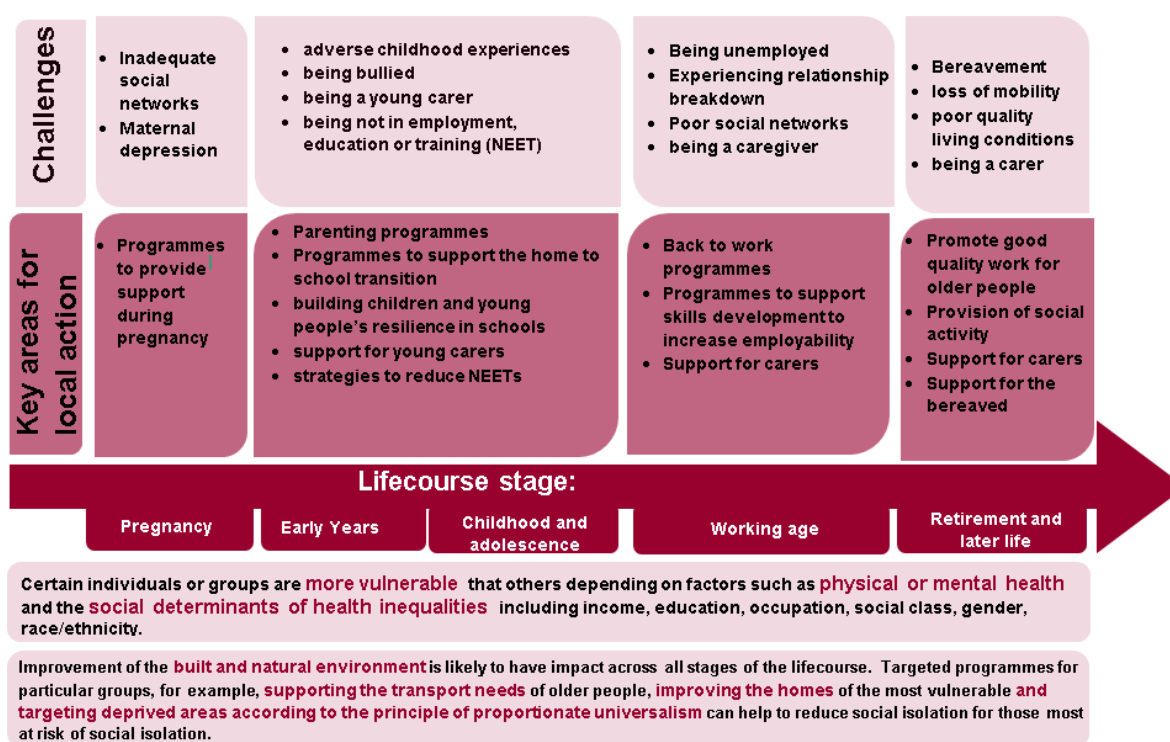 Challenges
• Inadequate
social
networks
• Maternal
depression
• adverse childhood experiences
• being bullied
• being a young carer
• being not in employment,
education or training (NEET)
• Being unemployed
• Experiencing relationship
breakdown
• Poor social networks
• being a caregiver
• Bereavement
• loss of mobility
• poor quality
living conditions
• being a carer
Key areas for
local action
• Programmes
to provide
support
during
pregnancy
• Parenting programmes
• Programmes to support the home to
school transition
• building children and young
people's resilience in schools
• support for young carers
• strategies to reduce NEETs
• Back to work
programmes
• Programmes to support
skills development to
increase employability
• Support for carers
• Promote good
quality work for
older people
• Provision of social
activity
• Support for carers
• Support for the
bereaved
Lifecourse stage:
Pregnancy
Early Years
Childhood and
adolescence
Working age
Retirement and
later life
Certain individuals or groups are more vulnerable that others depending on factors such as physical or mental health
and the social determinants of health inequalities including income, education, occupation, social class, gender,
race/ethnicity.
Improvement of the built and natural environment is likely to have impact across all stages of the lifecourse. Targeted programmes for
particular groups, for example, supporting the transport needs of older people, improving the homes of the most vulnerable and
targeting deprived areas according to the principle of proportionate universalism can help to reduce social isolation for those most
at risk of social isolation.